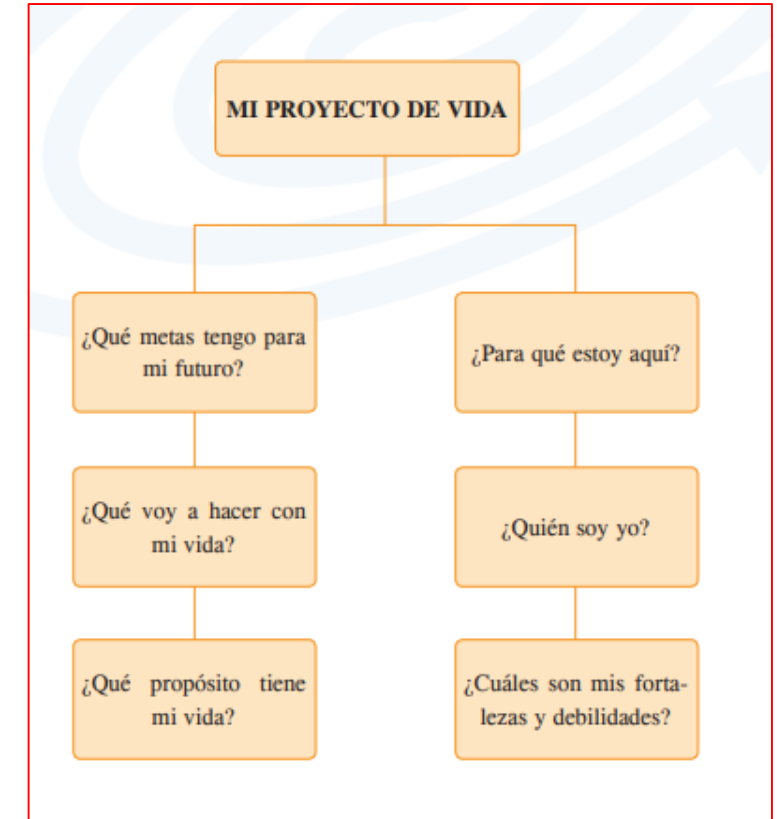 MI PROYECTO DE VIDA
¿Qué metas tengo para
mi futuro?
¿Qué voy a hacer con
mi vida?
¿Qué propósito tiene
mi vida?
¿Para qué estoy aquí?
¿Quién soy yo?
¿Cuáles son mis forta-
lezas y debilidades?